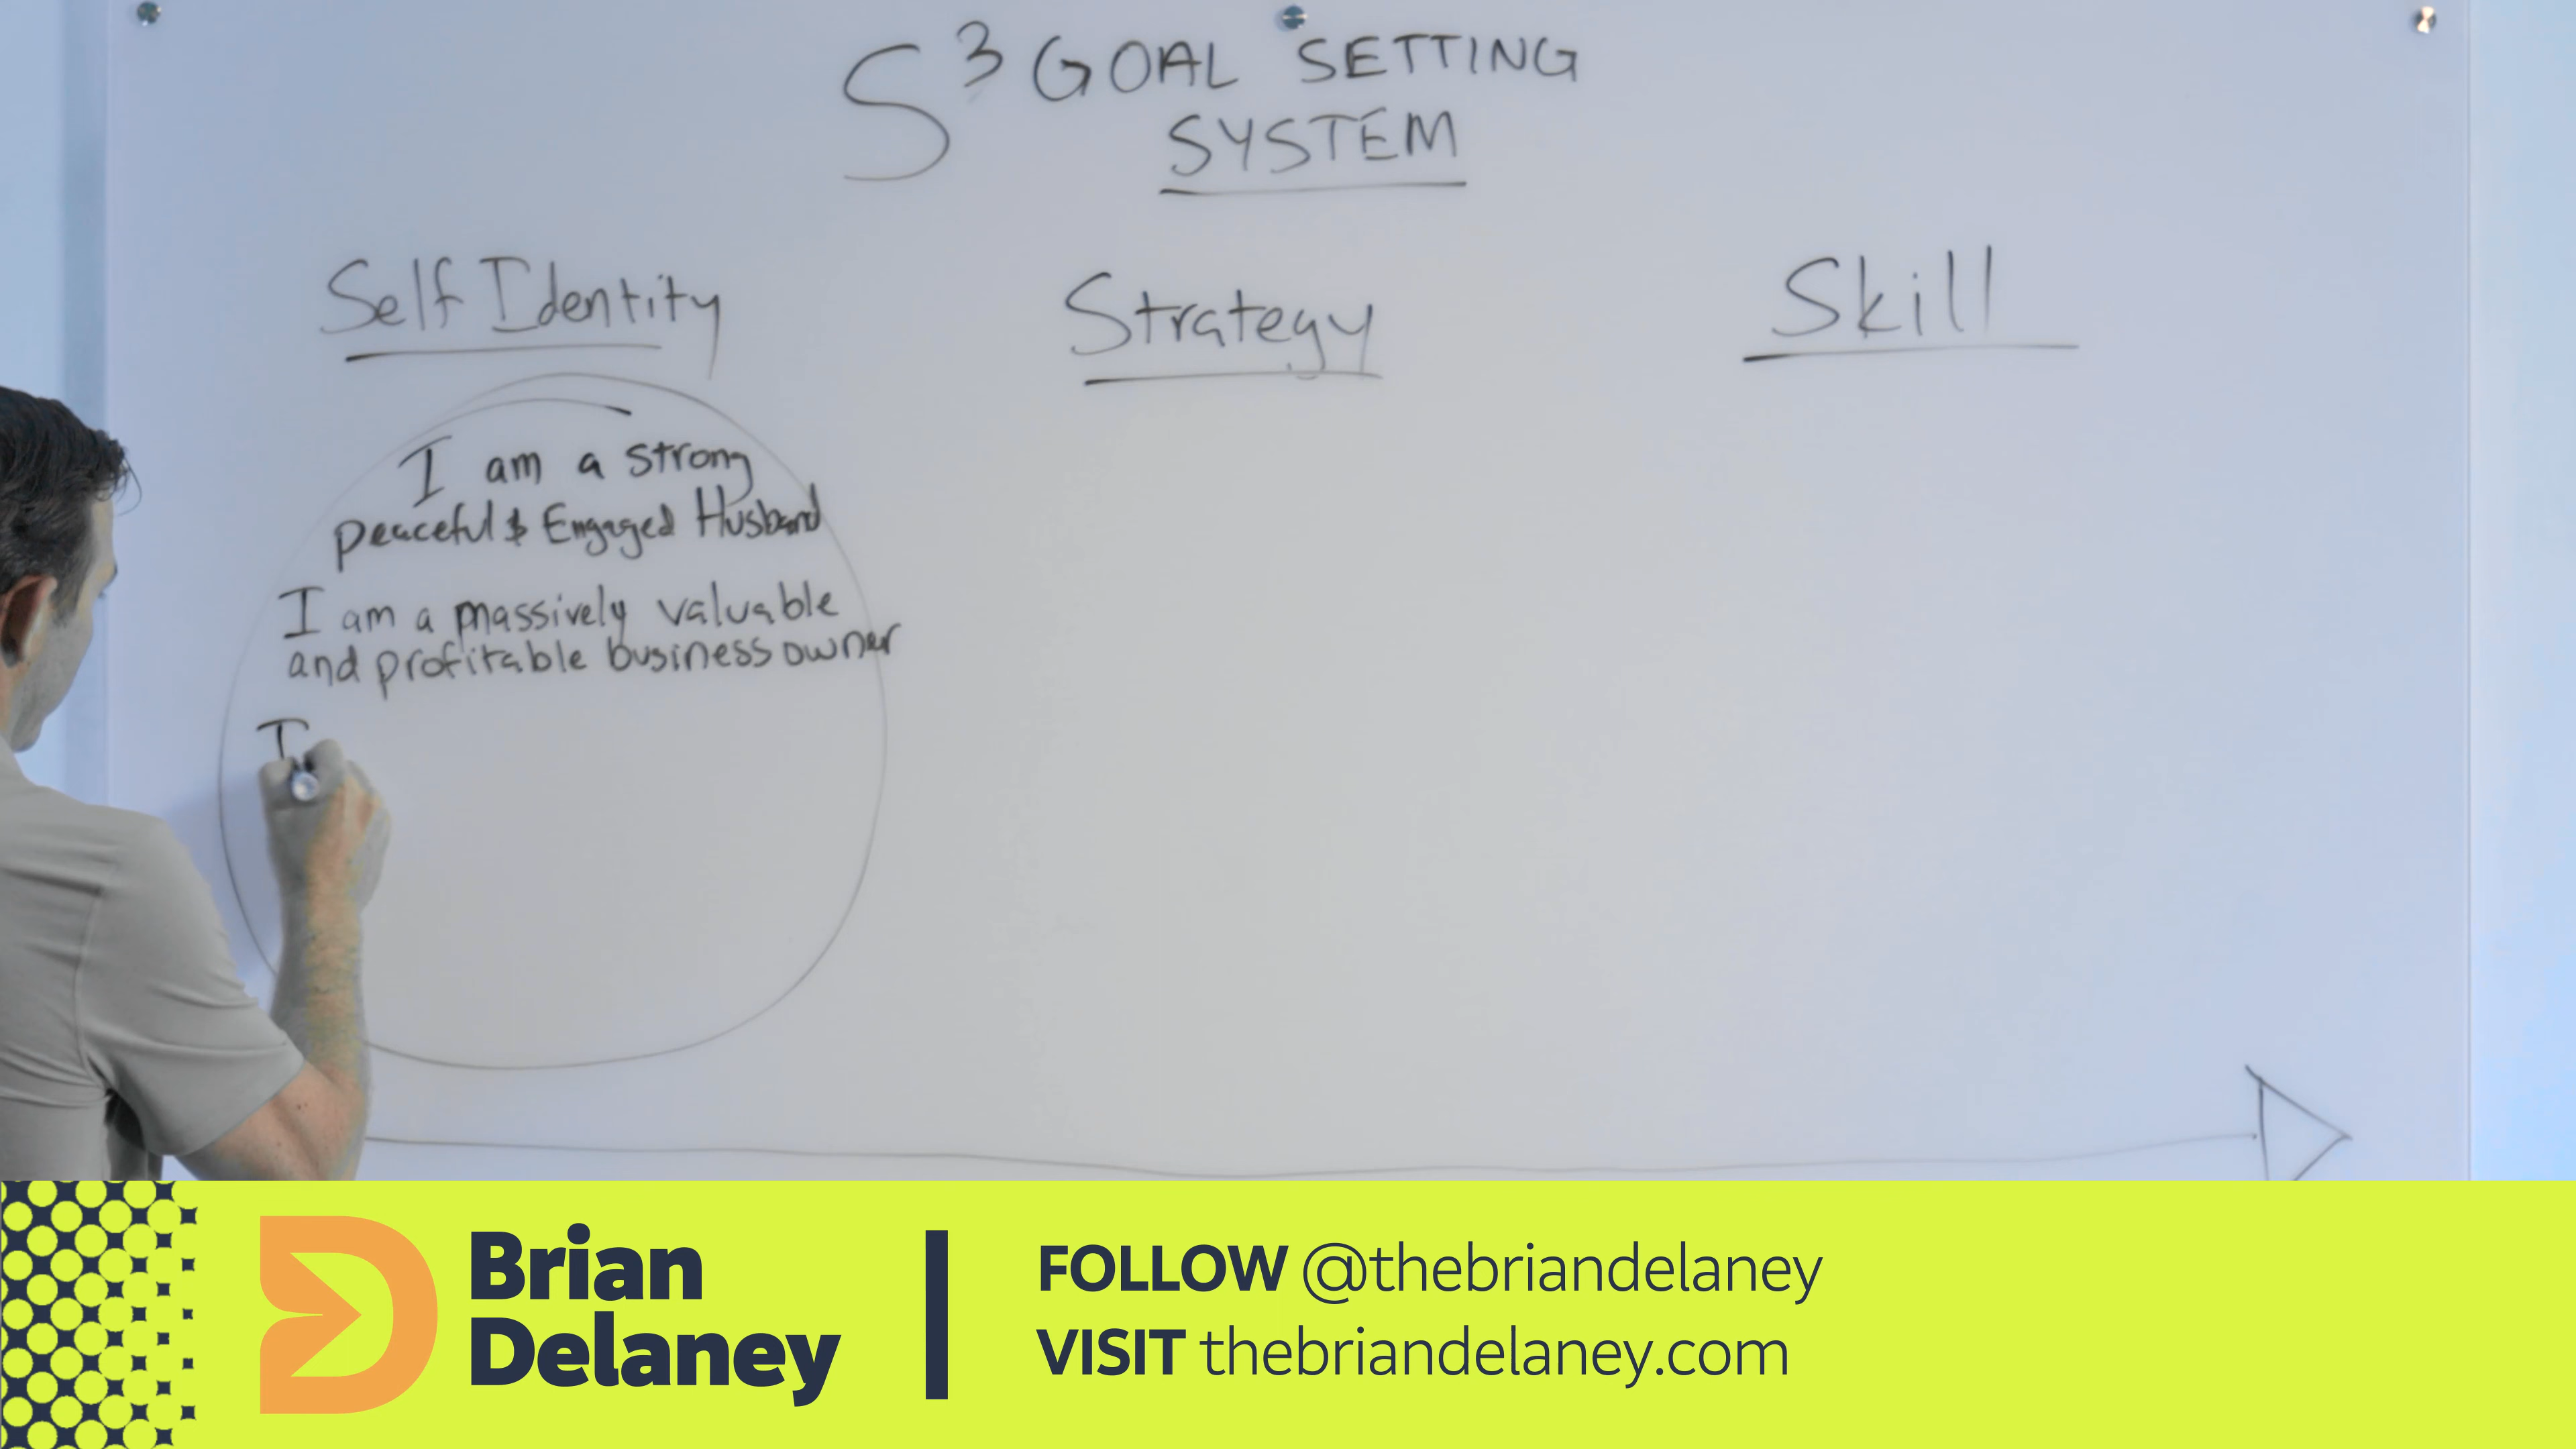 S³ GOAL SETTING
SYSTEM
Self Identity
Strategy
Skill
I am a strong
peaceful & Engaged Husband
I am a massively valuable
and profitable business owner
I
Brian
Delaney
FOLLOW @thebriandelaney
VISIT thebriandelaney.com